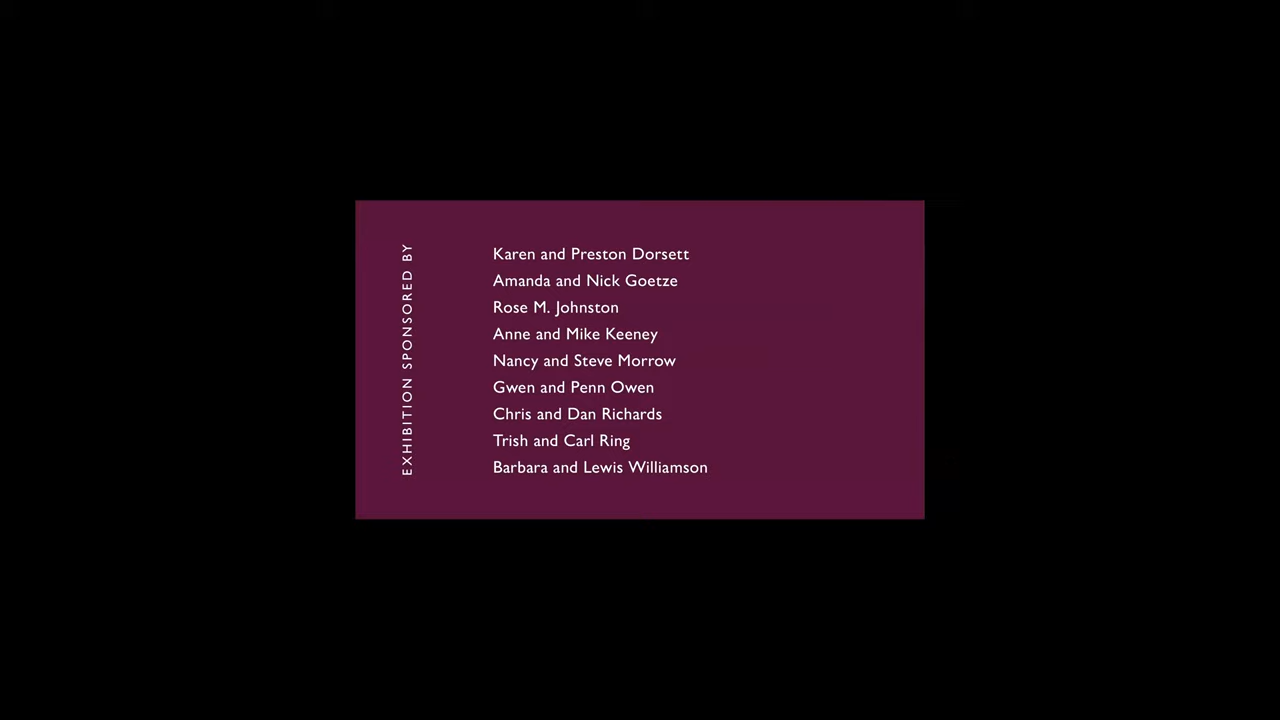 EXHIBITION SPONSORED BY
Karen and Preston Dorsett
Amanda and Nick Goetze
Rose M. Johnston
Anne and Mike Keeney
Nancy and Steve Morrow
Gwen and Penn Owen
Chris and Dan Richards
Trish and Carl Ring
Barbara and Lewis Williamson